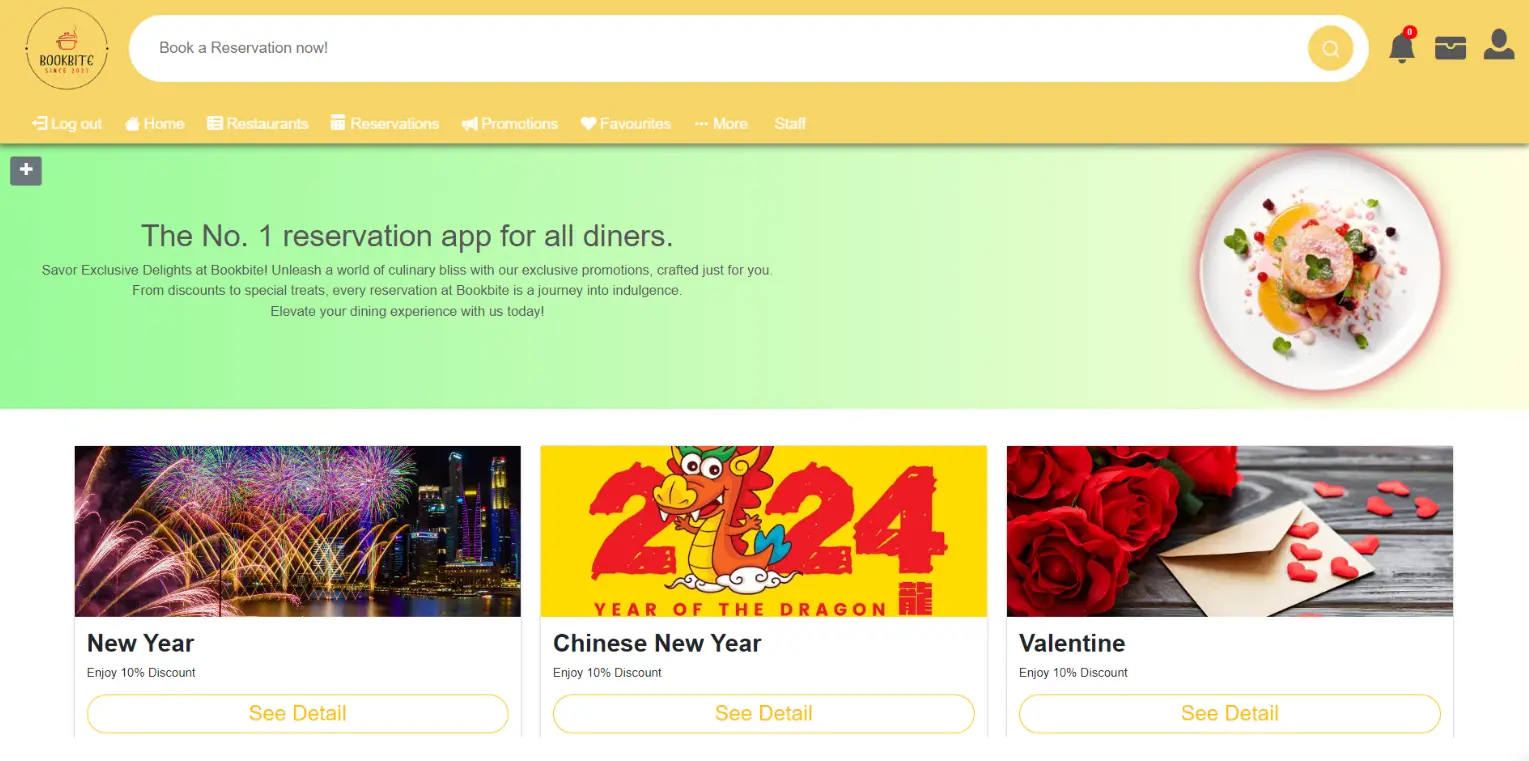 BOOKBITE
SINCE 2023
Book a Reservation now!
0
Log out Home Restaurants Reservations Promotions Favourites More Staff
+
The No. 1 reservation app for all diners.
Savor Exclusive Delights at Bookbite! Unleash a world of culinary bliss with our exclusive promotions, crafted just for you.
From discounts to special treats, every reservation at Bookbite is a journey into indulgence.
Elevate your dining experience with us today!
2024
YEAR OF THE DRAGON 龍
New Year
Enjoy 10% Discount
See Detail
Chinese New Year
Enjoy 10% Discount
See Detail
Valentine
Enjoy 10% Discount
See Detail